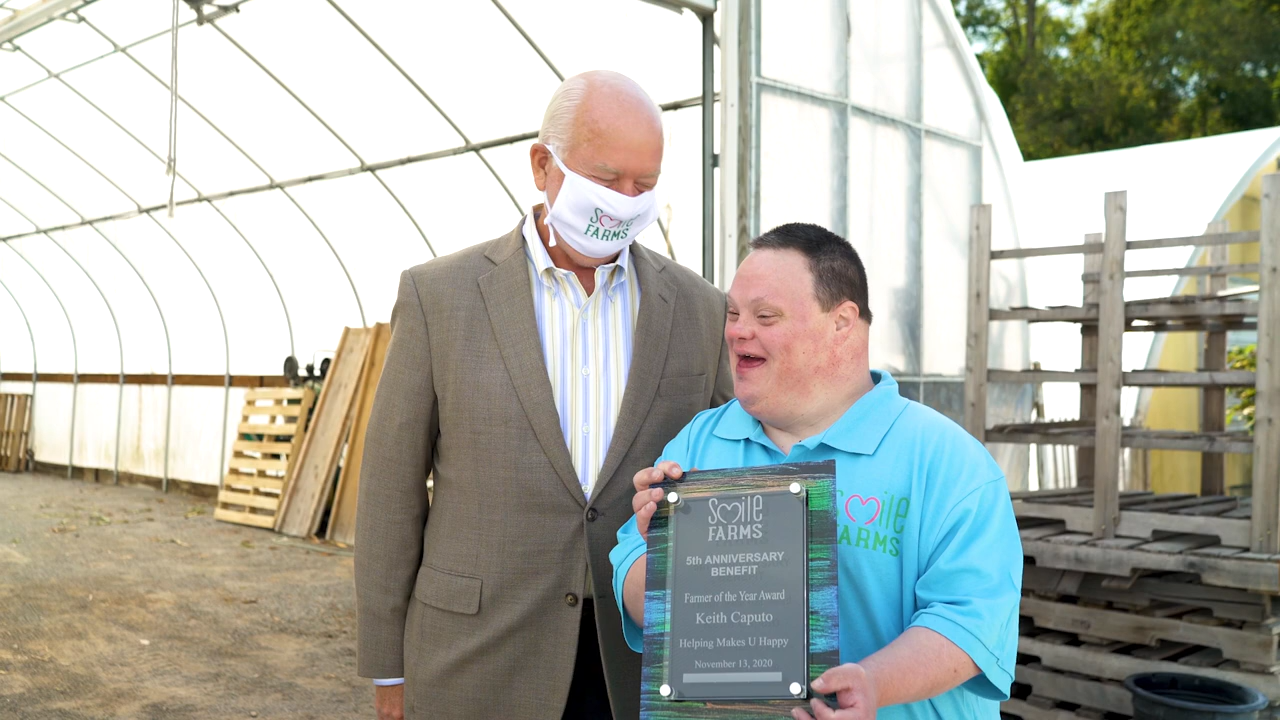 SMILE
FARMS
SMILE
FARMS
5th ANNIVERSARY
BENEFIT
Farmer of the Year Award
Keith Caputo
Helping Makes U Happy
November 13, 2020
SMILE
FARMS